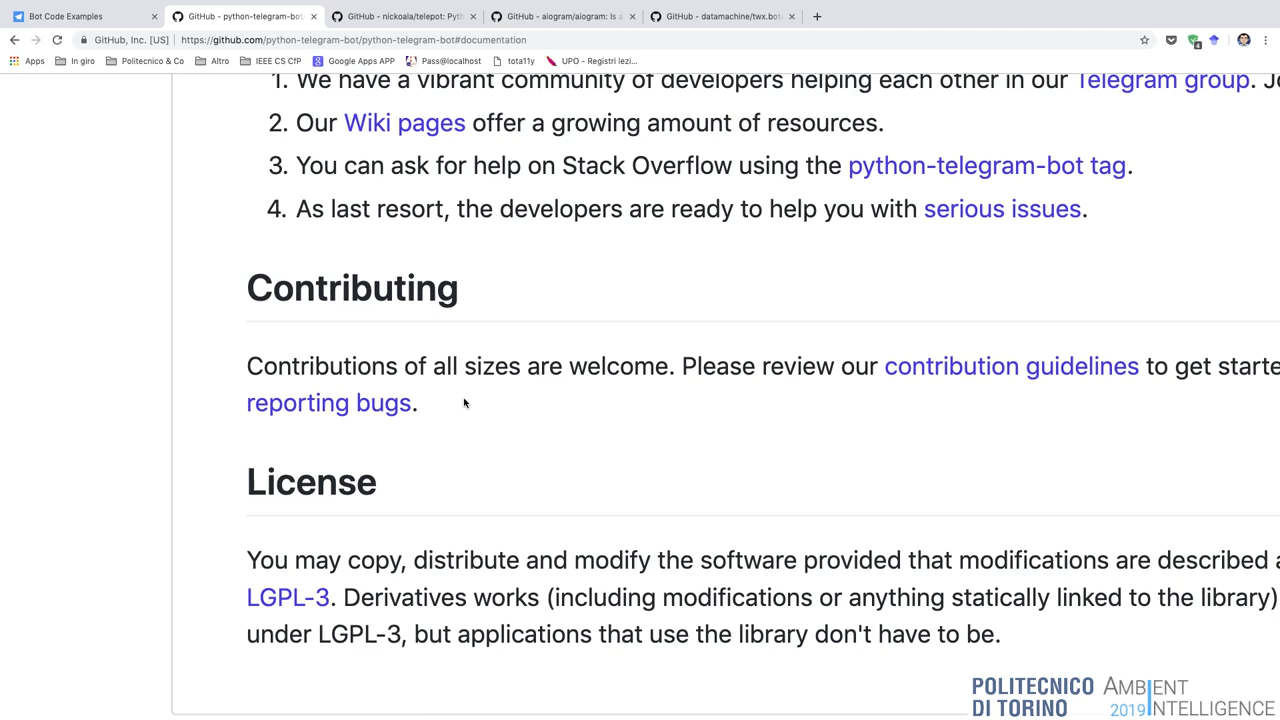 Bot Code Examples
GitHub - python-telegram-bot/
GitHub - nickoala/telepot: Pyth
GitHub - aiogram/aiogram: Is a
GitHub - datamachine/twx.bot:
GitHub, Inc. [US]
https://github.com/python-telegram-bot/python-telegram-bot#documentation
Apps
In giro
Politecnico & Co
Altro
IEEE CS CfP
Google Apps APP
Pass@localhost
tota11y
UPO - Registri lezi...
1. We have a vibrant community of developers helping each other in our Telegram group. Jo
2. Our Wiki pages offer a growing amount of resources.
3. You can ask for help on Stack Overflow using the python-telegram-bot tag.
4. As last resort, the developers are ready to help you with serious issues.
Contributing
Contributions of all sizes are welcome. Please review our contribution guidelines to get starte
reporting bugs.
License
You may copy, distribute and modify the software provided that modifications are described a
LGPL-3. Derivatives works (including modifications or anything statically linked to the library)
under LGPL-3, but applications that use the library don't have to be.
POLITECNICO
DI TORINO
AMBIENT
2019 INTELLIGENCE